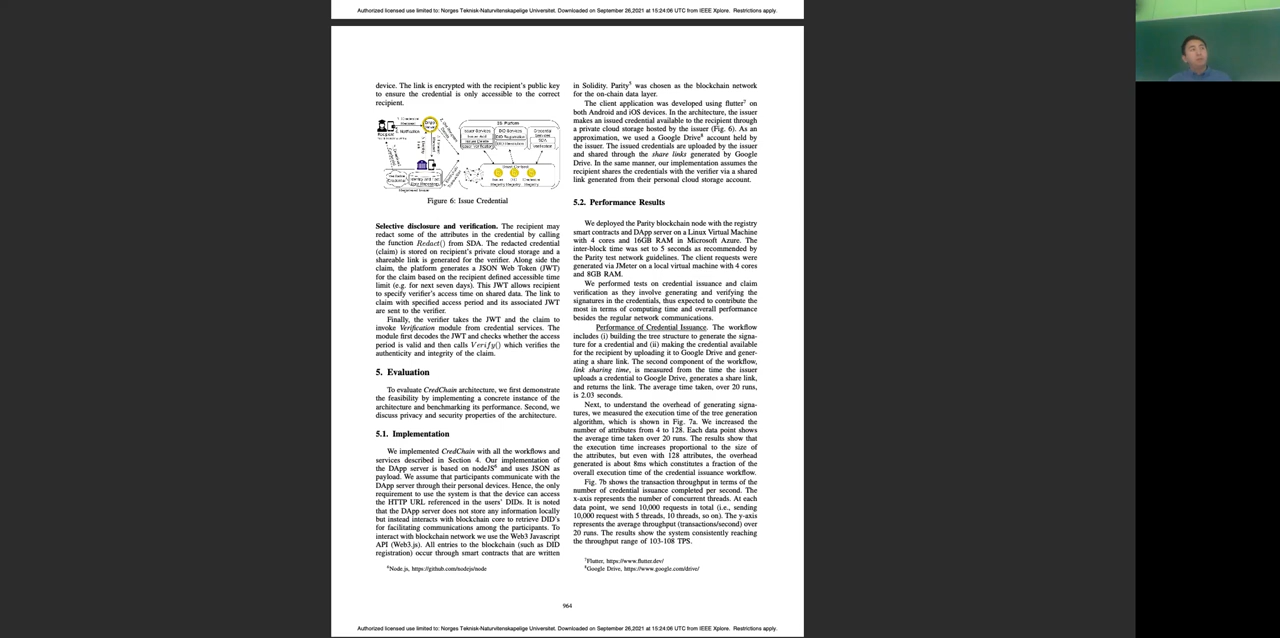 Authorized licensed use limited to: Norges Teknisk-Naturvitenskapelige Universitet. Downloaded on September 26,2021 at 15:24:06 UTC from IEEE Xplore. Restrictions apply.
device. The link is encrypted with the recipient's public key
to ensure the credential is only accessible to the correct
recipient.
Figure 6: Issue Credential
Selective disclosure and verification. The recipient may
redact some of the attributes in the credential by calling
the function Redact() from SDA. The redacted credential
(claim) is stored on recipient's private cloud storage and a
shareable link is generated for the verifier. Along side the
claim, the platform generates a JSON Web Token (JWT)
for the claim based on the recipient defined accessible time
limit (e.g. for next seven days). This JWT allows recipient
to specify verifier's access time on shared data. The link to
claim with specified access period and its associated JWT
are sent to the verifier.
Finally, the verifier takes the JWT and the claim to
invoke Verification module from credential services. The
module first decodes the JWT and checks whether the access
period is valid and then calls Verify() which verifies the
authenticity and integrity of the claim.
5. Evaluation
To evaluate CredChain architecture, we first demonstrate
the feasibility by implementing a concrete instance of the
architecture and benchmarking its performance. Second, we
discuss privacy and security properties of the architecture.
5.1. Implementation
We implemented CredChain with all the workflows and
services described in Section 4. Our implementation of
the DApp server is based on nodeJS⁶ and uses JSON as
payload. We assume that participants communicate with the
DApp server through their personal devices. Hence, the only
requirement to use the system is that the device can access
the HTTP URL referenced in the users' DIDs. It is noted
that the DApp server does not store any information locally
but instead interacts with blockchain core to retrieve DID's
for facilitating communications among the participants. To
interact with blockchain network we use the Web3 Javascript
API (Web3.js). All entries to the blockchain (such as DID
registration) occur through smart contracts that are written
⁶Node.js, https://github.com/nodejs/node
in Solidity. Parity⁵ was chosen as the blockchain network
for the on-chain data layer.
The client application was developed using flutter⁷ on
both Android and iOS devices. In the architecture, the issuer
makes an issued credential available to the recipient through
a private cloud storage hosted by the issuer (Fig. 6). As an
approximation, we used a Google Drive⁸ account held by
the issuer. The issued credentials are uploaded by the issuer
and shared through the share links generated by Google
Drive. In the same manner, our implementation assumes the
recipient shares the credentials with the verifier via a shared
link generated from their personal cloud storage account.
5.2. Performance Results
We deployed the Parity blockchain node with the registry
smart contracts and DApp server on a Linux Virtual Machine
with 4 cores and 16GB RAM in Microsoft Azure. The
inter-block time was set to 5 seconds as recommended by
the Parity test network guidelines. The client requests were
generated via JMeter on a local virtual machine with 4 cores
and 8GB RAM.
We performed tests on credential issuance and claim
verification as they involve generating and verifying the
signatures in the credentials, thus expected to contribute the
most in terms of computing time and overall performance
besides the regular network communications.
Performance of Credential Issuance. The workflow
includes (i) building the tree structure to generate the signa-
ture for a credential and (ii) making the credential available
for the recipient by uploading it to Google Drive and gener-
ating a share link. The second component of the workflow,
link sharing time, is measured from the time the issuer
uploads a credential to Google Drive, generates a share link,
and returns the link. The average time taken, over 20 runs,
is 2.03 seconds.
Next, to understand the overhead of generating signa-
tures, we measured the execution time of the tree generation
algorithm, which is shown in Fig. 7a. We increased the
number of attributes from 4 to 128. Each data point shows
the average time taken over 20 runs. The results show that
the execution time increases proportional to the size of
the attributes, but even with 128 attributes, the overhead
generated is about 8ms which constitutes a fraction of the
overall execution time of the credential issuance workflow.
Fig. 7b shows the transaction throughput in terms of the
number of credential issuance completed per second. The
x-axis represents the number of concurrent threads. At each
data point, we send 10,000 requests in total (i.e., sending
10,000 request with 5 threads, 10 threads, so on). The y-axis
represents the average throughput (transactions/second) over
20 runs. The results show the system consistently reaching
the throughput range of 103-108 TPS.
⁷Flutter, https://www.flutter.dev/
⁸Google Drive, https://www.google.com/drive/
964
Authorized licensed use limited to: Norges Teknisk-Naturvitenskapelige Universitet. Downloaded on September 26,2021 at 15:24:06 UTC from IEEE Xplore. Restrictions apply.